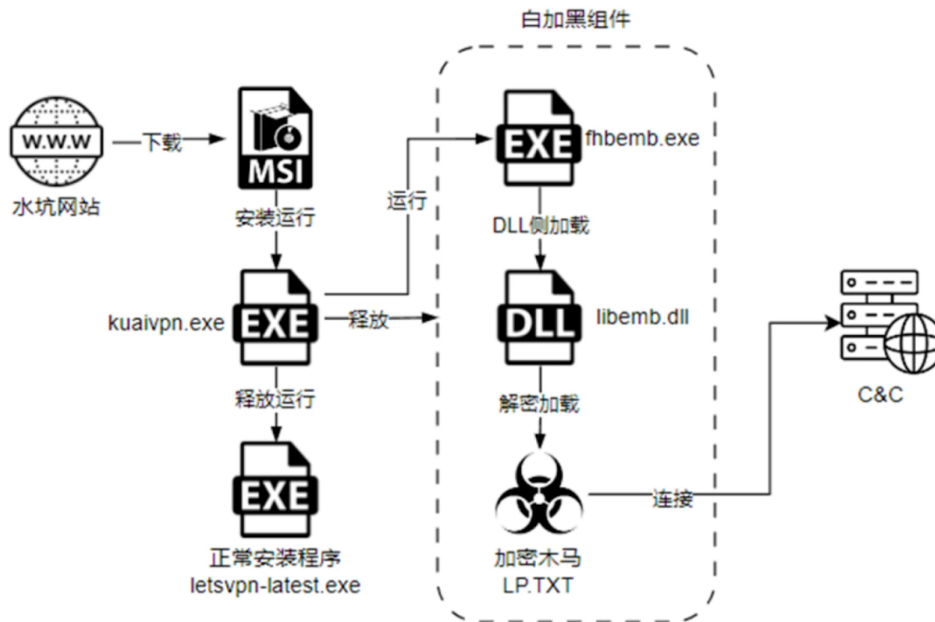 白加黑组件
W.W.W
下载
水坑网站
MSI
安装运行
kuaivpn.exe
EXE
运行
释放
释放运行
EXE
正常安装程序
letsvpn-latest.exe
EXE
fhbemb.exe
DLL侧加载
DLL
libemb.dll
解密加载
加密木马
LP.TXT
连接
C&C